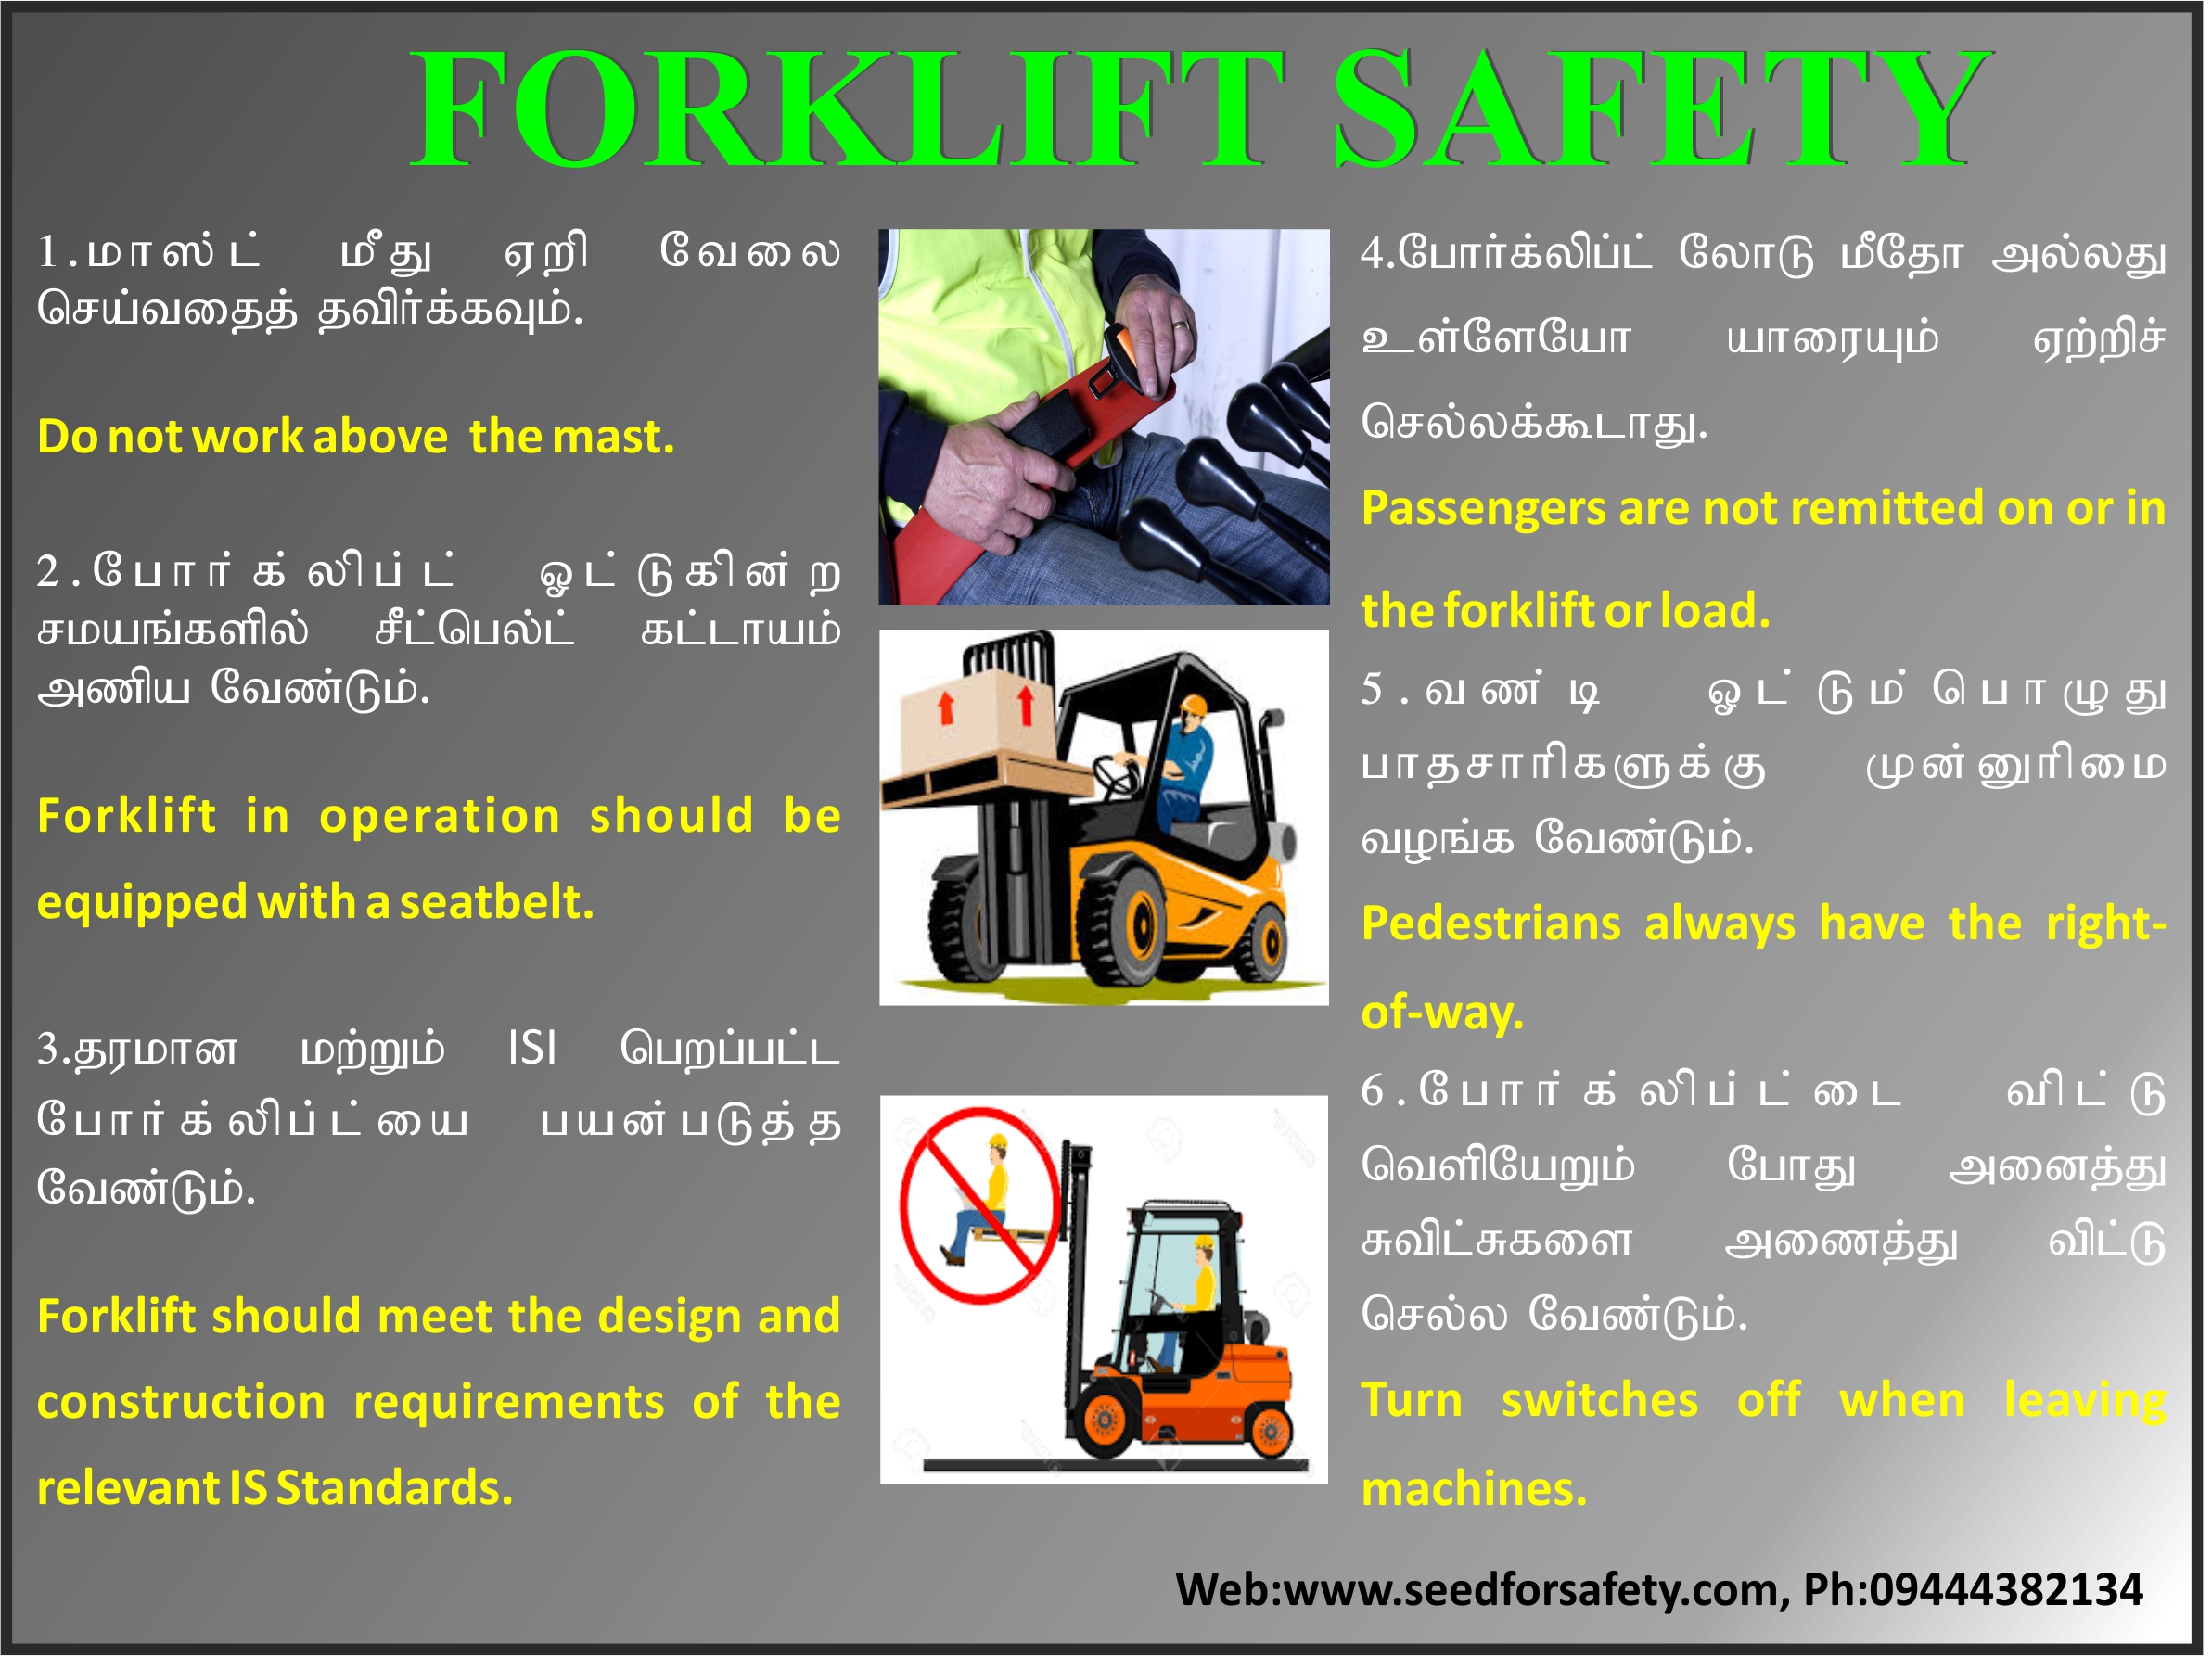 FORKLIFT SAFETY
1.மாஸ்ட் மீது ஏறி வேலை
செய்வதைத் தவிர்க்கவும்.
Do not work above the mast.
2.போர்க்லிப்ட் ஓட்டுகின்ற
சமயங்களில் சீட்பெல்ட் கட்டாயம்
அணிய வேண்டும்.
Forklift in operation should be
equipped with a seatbelt.
3.தரமான மற்றும் ISI பெறப்பட்ட
போர்க்லிப்ட்யை பயன்படுத்த
வேண்டும்.
Forklift should meet the design and
construction requirements of the
relevant IS Standards.
4.போர்க்லிப்ட் லோடு மீதோ அல்லது
உள்ளேயோ யாரையும் ஏற்றிச்
செல்லக்கூடாது.
Passengers are not remitted on or in
the forklift or load.
5.வண்டி ஓட்டும்பொழுது
பாதசாரிகளுக்கு முன்னுரிமை
வழங்க வேண்டும்.
Pedestrians always have the right-
of-way.
6.போர்க்லிப்ட்டை விட்டு
வெளியேறும் போது அனைத்து
சுவிட்சுகளை அணைத்து விட்டு
செல்ல வேண்டும்.
Turn switches off when leaving
machines.
Web:www.seedforsafety.com, Ph:09444382134